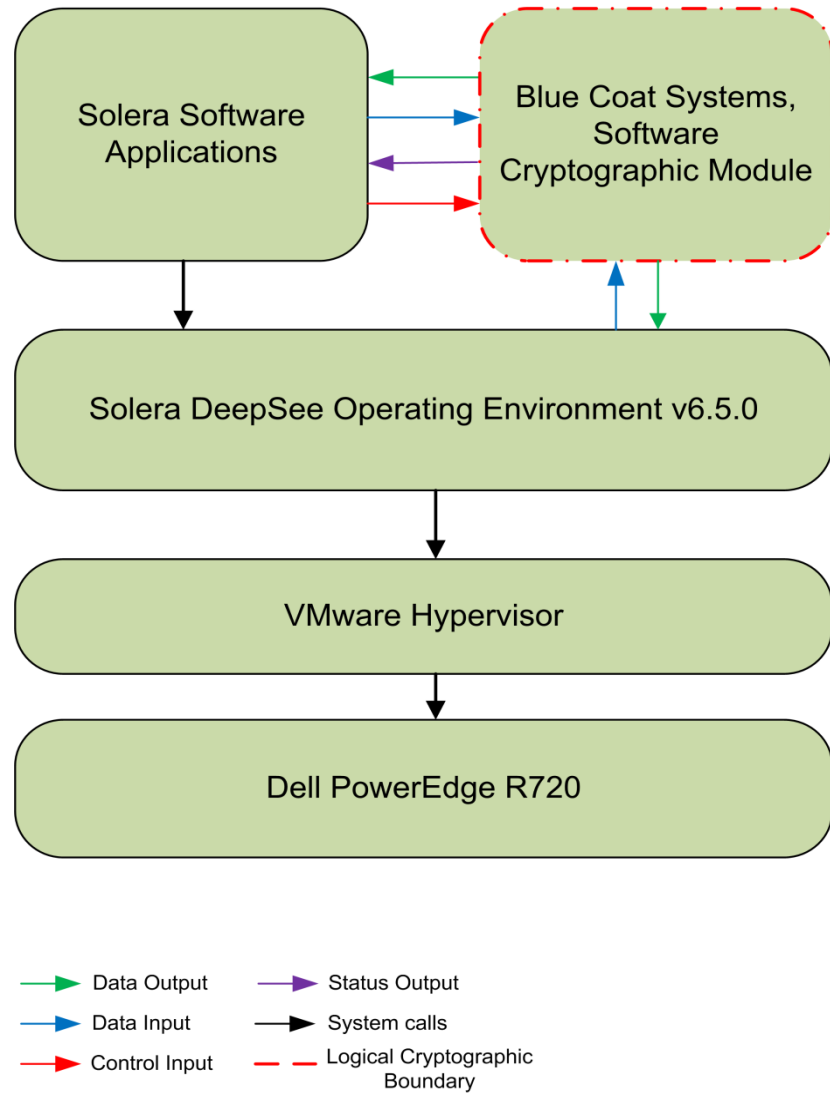 Solera Software
Applications
Blue Coat Systems,
Software
Cryptographic Module
Solera DeepSee Operating Environment v6.5.0
VMware Hypervisor
Dell PowerEdge R720
Data Output
Status Output
Data Input
System calls
Control Input
Logical Cryptographic
Boundary